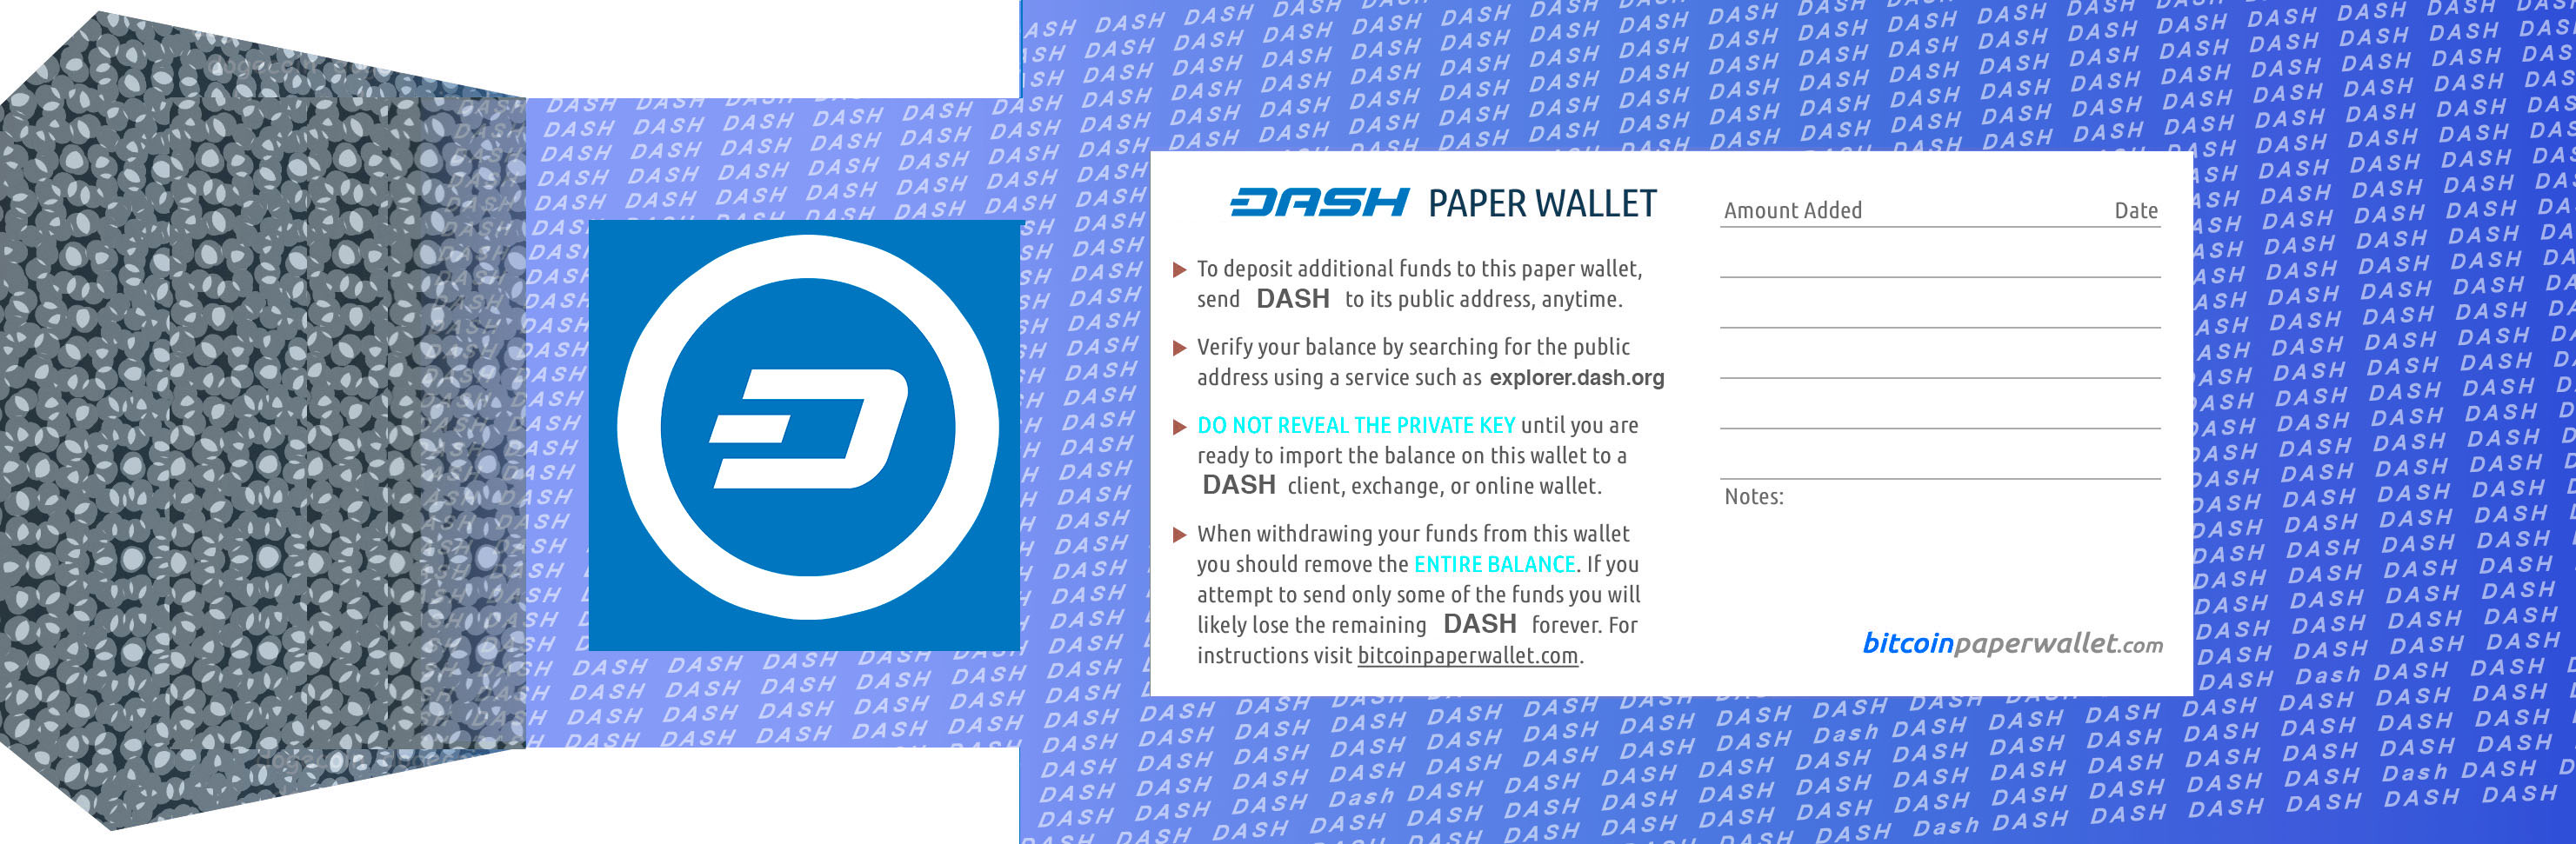 DASH PAPER WALLET
To deposit additional funds to this paper wallet,
send DASH to its public address, anytime.
Verify your balance by searching for the public
address using a service such as explorer.dash.org
DO NOT REVEAL THE PRIVATE KEY until you are
ready to import the balance on this wallet to a
DASH client, exchange, or online wallet.
When withdrawing your funds from this wallet
you should remove the ENTIRE BALANCE. If you
attempt to send only some of the funds you will
likely lose the remaining DASH forever. For
instructions visit bitcoinpaperwallet.com.
Amount Added Date
Notes:
bitcoinpaperwallet.com